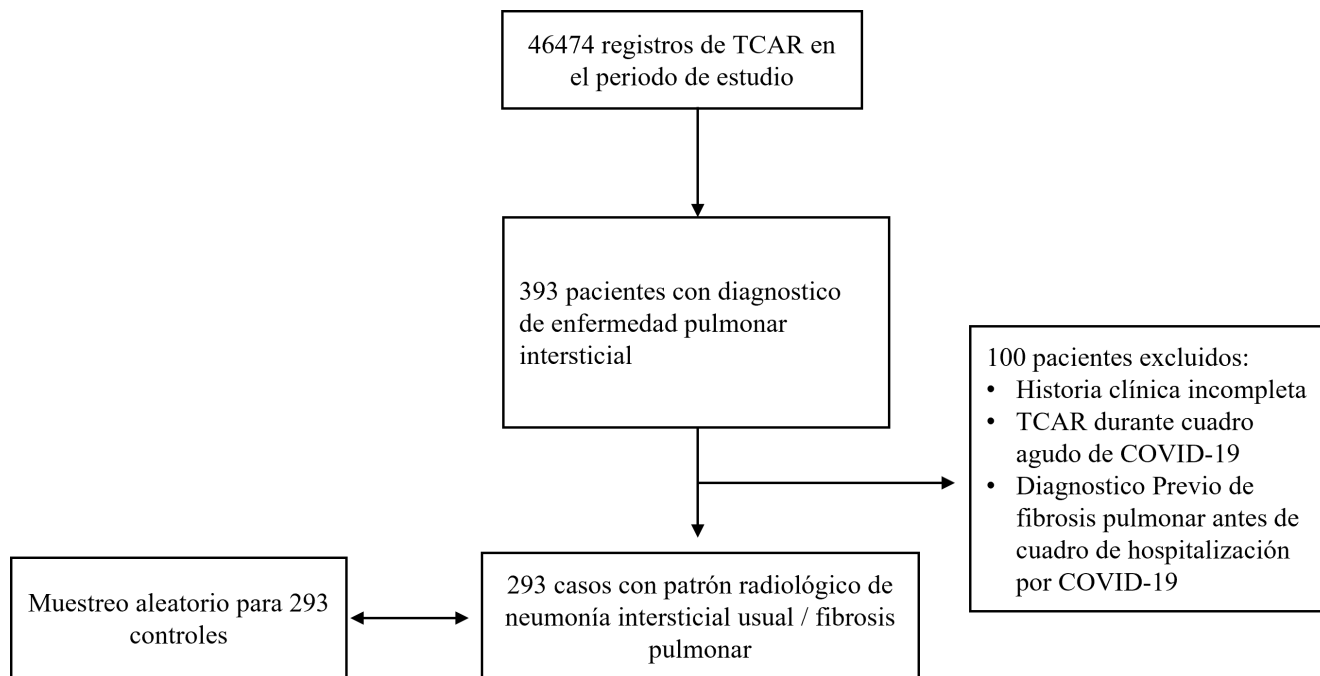 46474 registros de TCAR en
el periodo de estudio
393 pacientes con diagnostico
de enfermedad pulmonar
intersticial
100 pacientes excluidos:
• Historia clínica incompleta
• TCAR durante cuadro
agudo de COVID-19
• Diagnostico Previo de
fibrosis pulmonar antes de
cuadro de hospitalización
por COVID-19
Muestreo aleatorio para 293
controles
293 casos con patrón radiológico de
neumonía intersticial usual / fibrosis
pulmonar